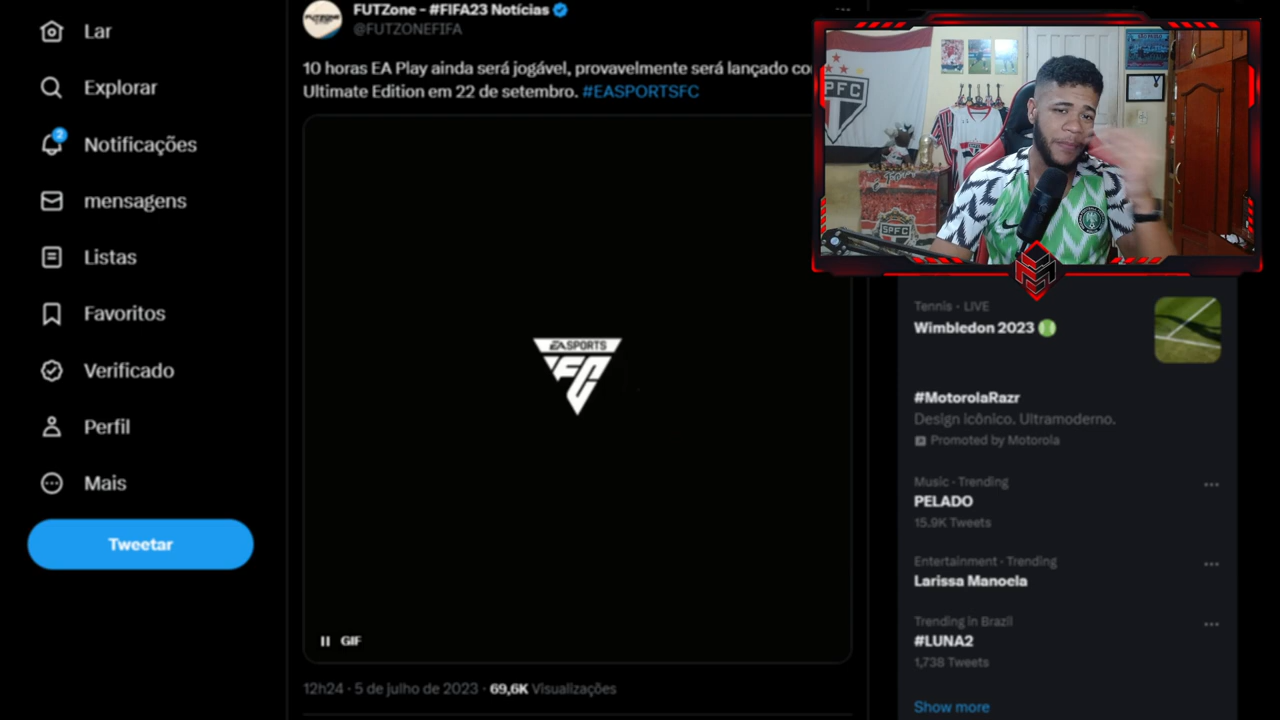 Lar
Explorar
2
Notificações
mensagens
Listas
Favoritos
Verificado
Perfil
Mais
Tweetar
FUTZone - #FIFA23 Notícias
@FUTZONEFIFA
10 horas EA Play ainda será jogável, provavelmente será lançado
Ultimate Edition em 22 de setembro. #EASPORTSFC
EA SPORTS
FC
GIF
12h24 · 5 de julho de 2023 · 69,6K Visualizações
SPFC
Tennis · LIVE
Wimbledon 2023
#MotorolaRazr
Design icônico. Ultramoderno.
Promoted by Motorola
Music · Trending
PELADO
15.9K Tweets
Entertainment · Trending
Larissa Manoela
Trending in Brazil
#LUNA2
1,738 Tweets
Show more